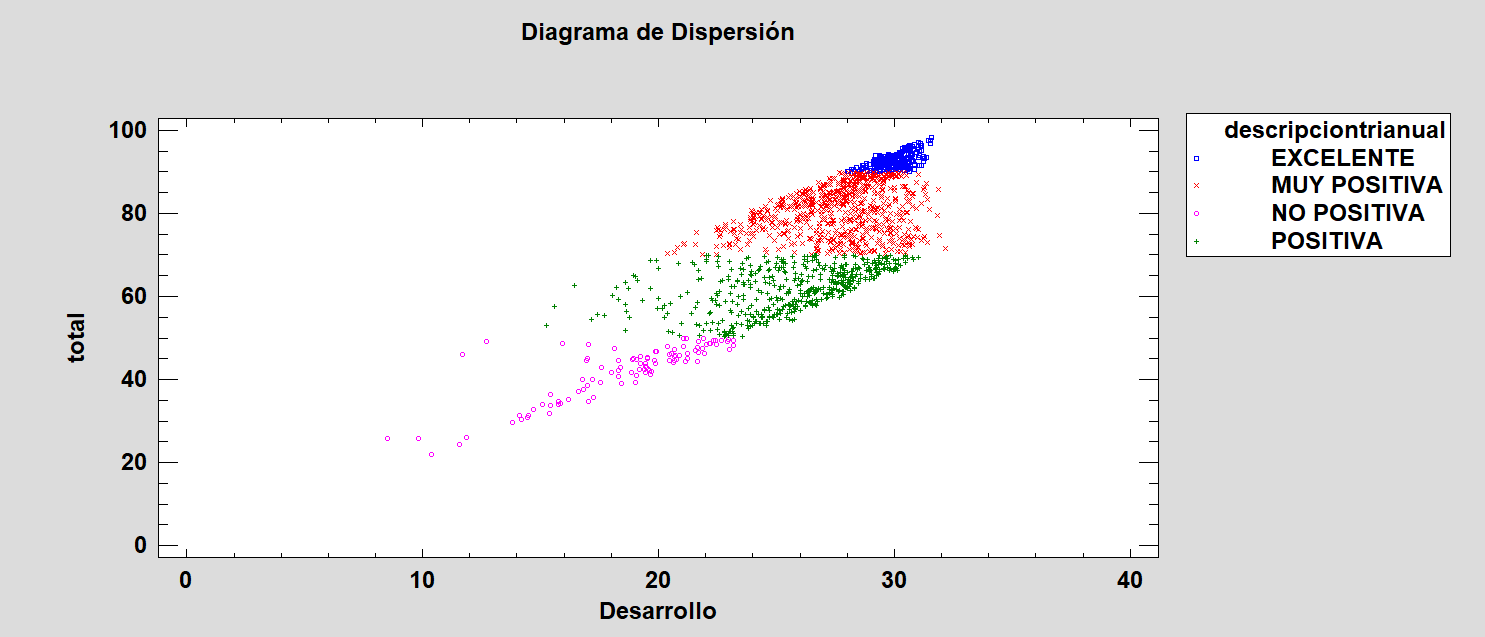 Diagrama de Dispersión
descripciontrianual
EXCELENTE
MUY POSITIVA
NO POSITIVA
POSITIVA
100
80
60
40
20
0
total
0 10 20 30 40
Desarrollo